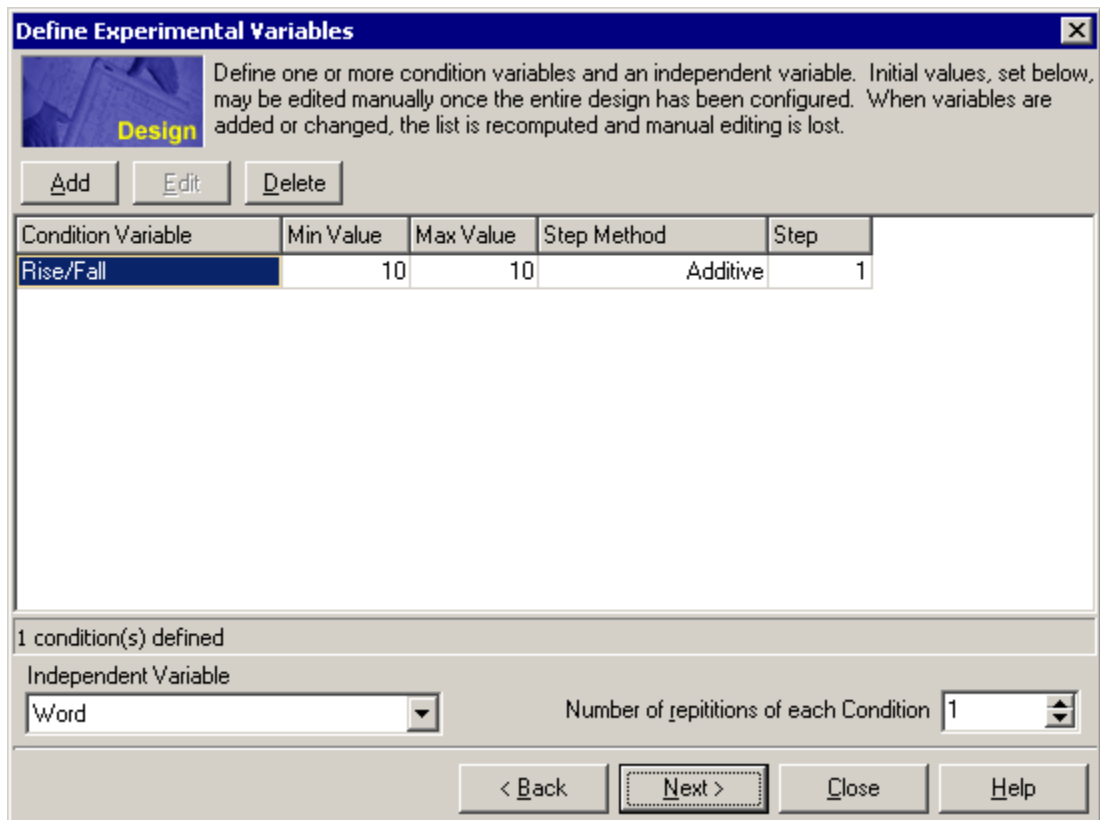 Define Experimental Variables
Define one or more condition variables and an independent variable. Initial values, set below,
may be edited manually once the entire design has been configured. When variables are
added or changed, the list is recomputed and manual editing is lost.
Design
Add Edit Delete
Condition Variable Min Value Max Value Step Method Step
Rise/Fall 10 10 Additive 1
1 condition(s) defined
Independent Variable
Word
Number of repititions of each Condition 1
< Back Next > Close Help